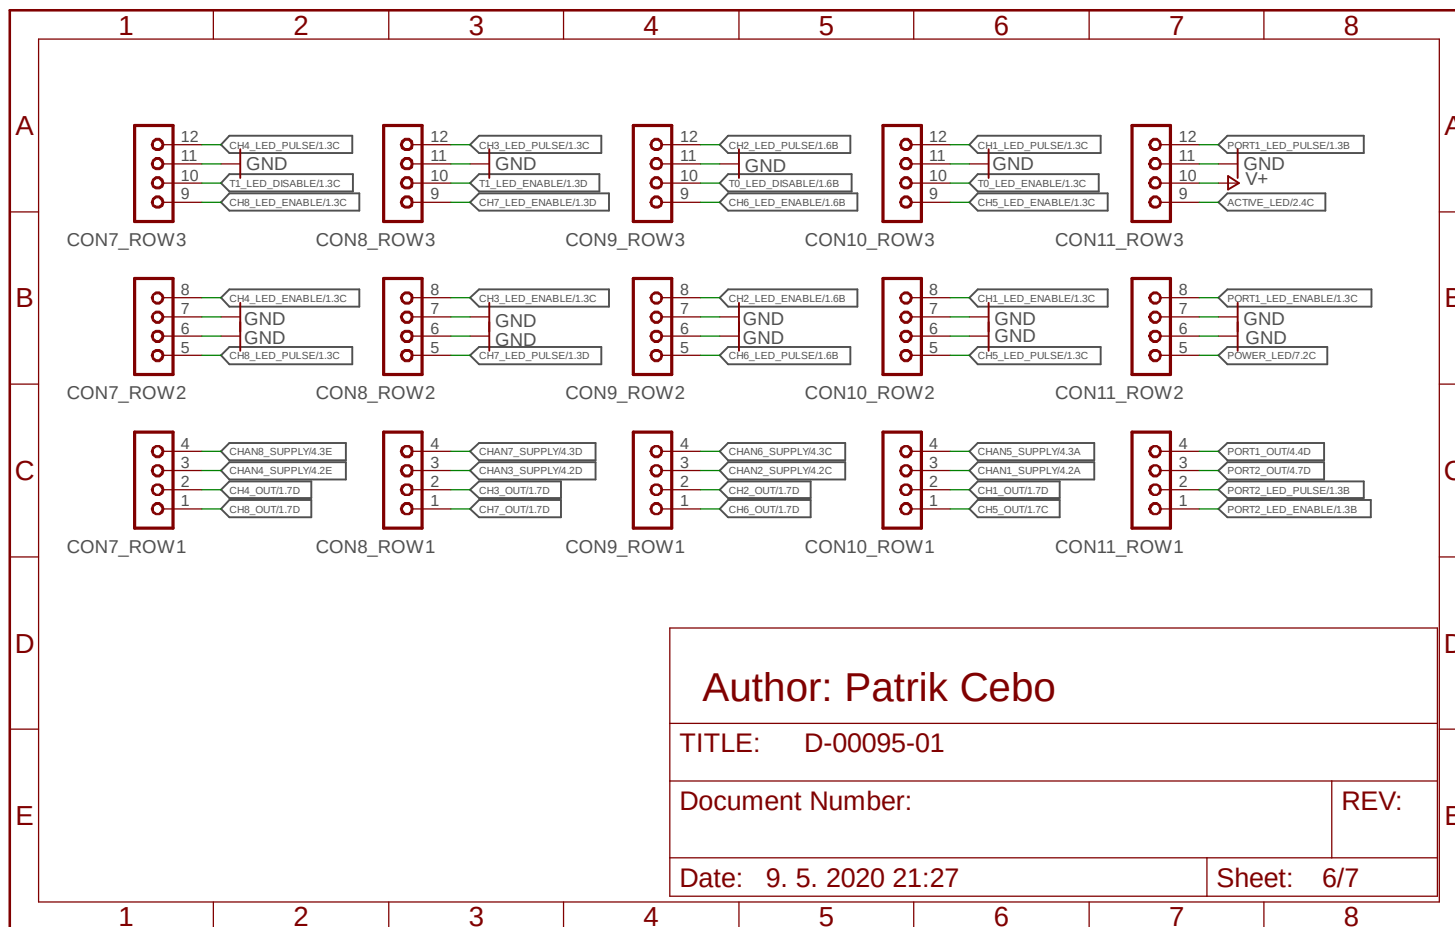 1 2 3 4 5 6 7 8
A A
12 CH4_LED_PULSE/1.3C
11 GND
10 T1_LED_DISABLE/1.3C
9 CH8_LED_ENABLE/1.3C
CON7_ROW3
12 CH3_LED_PULSE/1.3C
11 GND
10 T1_LED_ENABLE/1.3D
9 CH7_LED_ENABLE/1.3D
CON8_ROW3
12 CH2_LED_PULSE/1.6B
11 GND
10 T0_LED_DISABLE/1.6B
9 CH6_LED_ENABLE/1.6B
CON9_ROW3
12 CH1_LED_PULSE/1.3C
11 GND
10 T0_LED_ENABLE/1.3C
9 CH5_LED_ENABLE/1.3C
CON10_ROW3
12 PORT1_LED_PULSE/1.3B
11 GND
10 V+
9 ACTIVE_LED/2.4C
CON11_ROW3
B B
8 CH4_LED_ENABLE/1.3C
7 GND
6 GND
5 CH8_LED_PULSE/1.3C
CON7_ROW2
8 CH3_LED_ENABLE/1.3C
7 GND
6 GND
5 CH7_LED_PULSE/1.3D
CON8_ROW2
8 CH2_LED_ENABLE/1.6B
7 GND
6 GND
5 CH6_LED_PULSE/1.6B
CON9_ROW2
8 CH1_LED_ENABLE/1.3C
7 GND
6 GND
5 CH5_LED_PULSE/1.3C
CON10_ROW2
8 PORT1_LED_ENABLE/1.3C
7 GND
6 GND
5 POWER_LED/7.2C
CON11_ROW2
C C
4 CHAN8_SUPPLY/4.3E
3 CHAN4_SUPPLY/4.2E
2 CH4_OUT/1.7D
1 CH8_OUT/1.7D
CON7_ROW1
4 CHAN7_SUPPLY/4.3D
3 CHAN3_SUPPLY/4.2D
2 CH3_OUT/1.7D
1 CH7_OUT/1.7D
CON8_ROW1
4 CHAN6_SUPPLY/4.3C
3 CHAN2_SUPPLY/4.2C
2 CH2_OUT/1.7D
1 CH6_OUT/1.7D
CON9_ROW1
4 CHAN5_SUPPLY/4.3A
3 CHAN1_SUPPLY/4.2A
2 CH1_OUT/1.7D
1 CH5_OUT/1.7C
CON10_ROW1
4 PORT1_OUT/4.4D
3 PORT2_OUT/4.7D
2 PORT2_LED_PULSE/1.3B
1 PORT2_LED_ENABLE/1.3B
CON11_ROW1
D D
Author: Patrik Cebo
TITLE: D-00095-01
E E
Document Number: REV:
Date: 9. 5. 2020 21:27 Sheet: 6/7
1 2 3 4 5 6 7 8